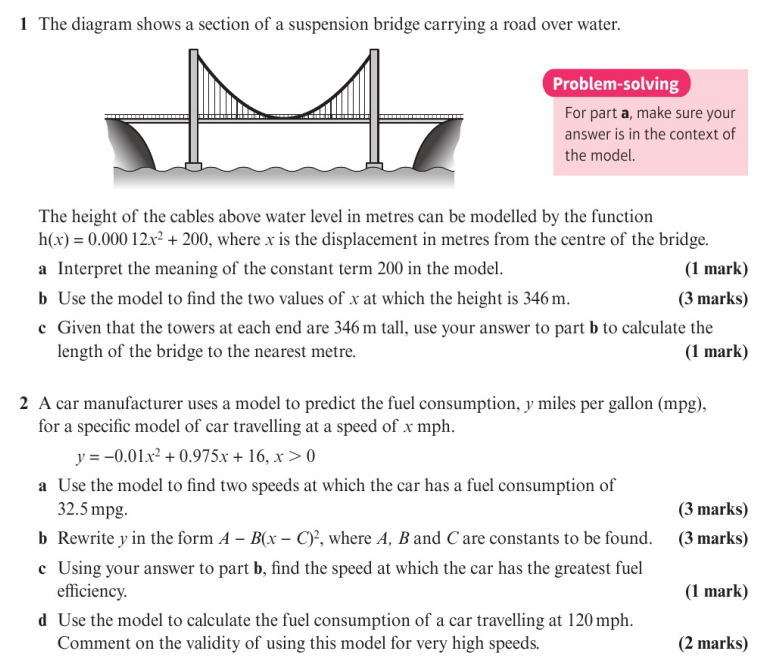 1 The diagram shows a section of a suspension bridge carrying a road over water.
Problem-solving
For part a, make sure your
answer is in the context of
the model.
The height of the cables above water level in metres can be modelled by the function
h(x) = 0.000 12x² + 200, where x is the displacement in metres from the centre of the bridge.
a Interpret the meaning of the constant term 200 in the model. (1 mark)
b Use the model to find the two values of x at which the height is 346 m. (3 marks)
c Given that the towers at each end are 346 m tall, use your answer to part b to calculate the
length of the bridge to the nearest metre. (1 mark)
2 A car manufacturer uses a model to predict the fuel consumption, y miles per gallon (mpg),
for a specific model of car travelling at a speed of x mph.
y = −0.01x² + 0.975x + 16, x > 0
a Use the model to find two speeds at which the car has a fuel consumption of
32.5 mpg. (3 marks)
b Rewrite y in the form A − B(x − C)², where A, B and C are constants to be found. (3 marks)
c Using your answer to part b, find the speed at which the car has the greatest fuel
efficiency. (1 mark)
d Use the model to calculate the fuel consumption of a car travelling at 120 mph.
Comment on the validity of using this model for very high speeds. (2 marks)